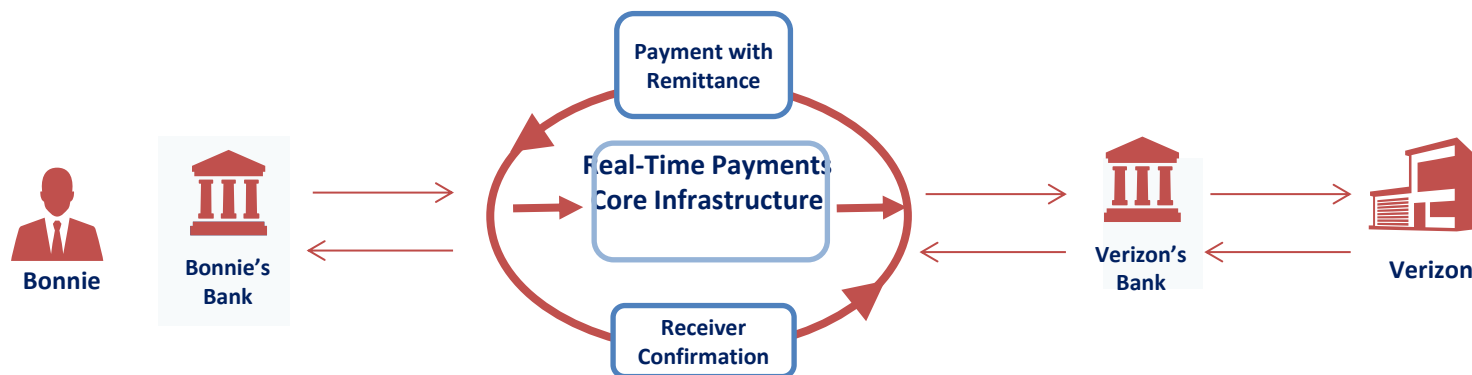 Payment with
Remittance
Real-Time Payments
Core Infrastructure
Bonnie
Bonnie’s
Bank
Verizon’s
Bank
Verizon
Receiver
Confirmation